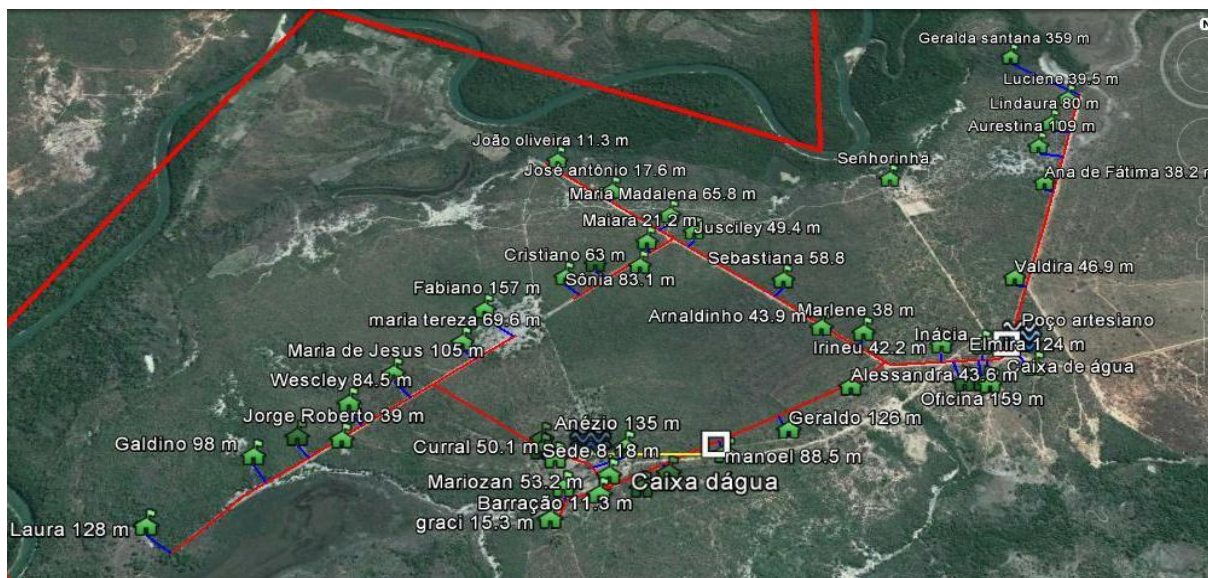 N
Geralda santana 359 m
Luciene 39.5 m
Lindaura 80 m
Aurestina 109 m
João oliveira 11.3 m
Senhorinha
José antônio 17.6 m
Ana de Fátima 38.2 m
Maria Madalena 65.8 m
Maiara 21.2 m
Jusciley 49.4 m
Cristiano 63 m
Sebastiana 58.8
Sônia 83.1 m
Valdira 46.9 m
Fabiano 157 m
Marlene 38 m
Arnaldinho 43.9 m
maria tereza 69.6 m
Poço artesiano
Inácia
Irineu 42.2 m
Elmira 124 m
Maria de Jesus 105 m
Caixa de água
Wescley 84.5 m
Alessandra 43.6 m
Oficina 159 m
Jorge Roberto 39 m
Anézio 135 m
Geraldo 126 m
Galdino 98 m
Curral 50.1 m
Sede 8.18 m
manoel 88.5 m
Mariozan 53.2 m
Caixa dágua
Barração 11.3 m
graci 15.3 m
Laura 128 m